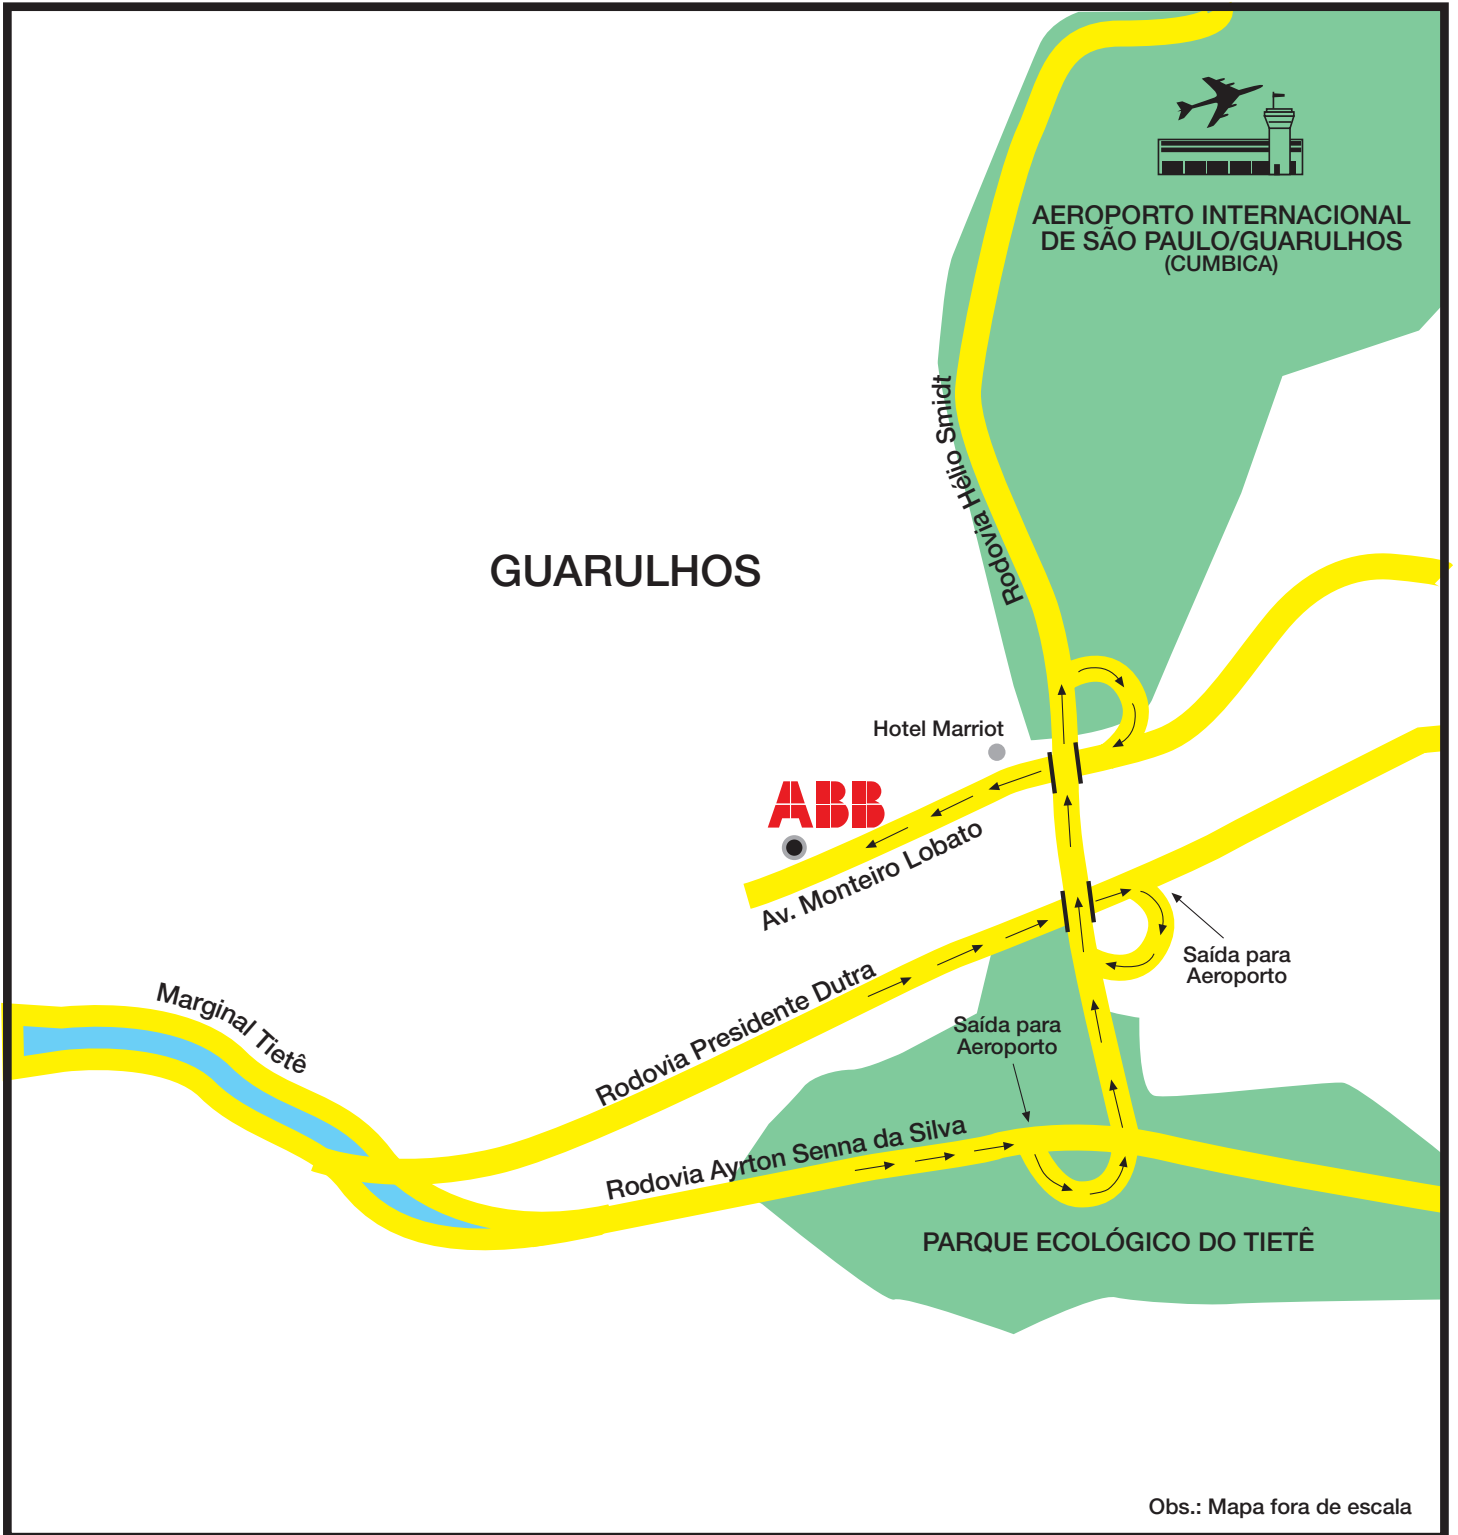 AEROPORTO INTERNACIONAL
DE SÃO PAULO/GUARULHOS
(CUMBICA)
Rodovia Hélio Smidt
GUARULHOS
Hotel Marriot
ABB
Av. Monteiro Lobato
Saída para
Aeroporto
Rodovia Presidente Dutra
Marginal Tietê
Saída para
Aeroporto
Rodovia Ayrton Senna da Silva
PARQUE ECOLÓGICO DO TIETÊ
Obs.: Mapa fora de escala